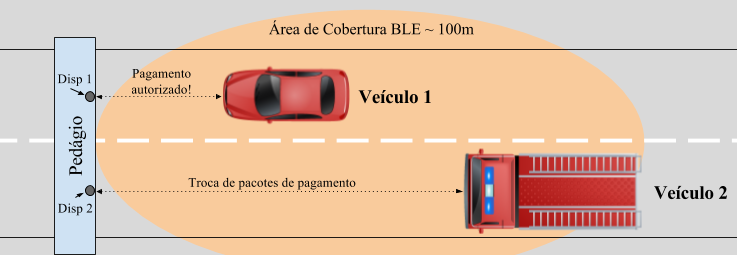 Área de Cobertura BLE ~ 100m
Disp 1
Pagamento
autorizado!
Veículo 1
Pedágio
Troca de pacotes de pagamento
Disp 2
Veículo 2